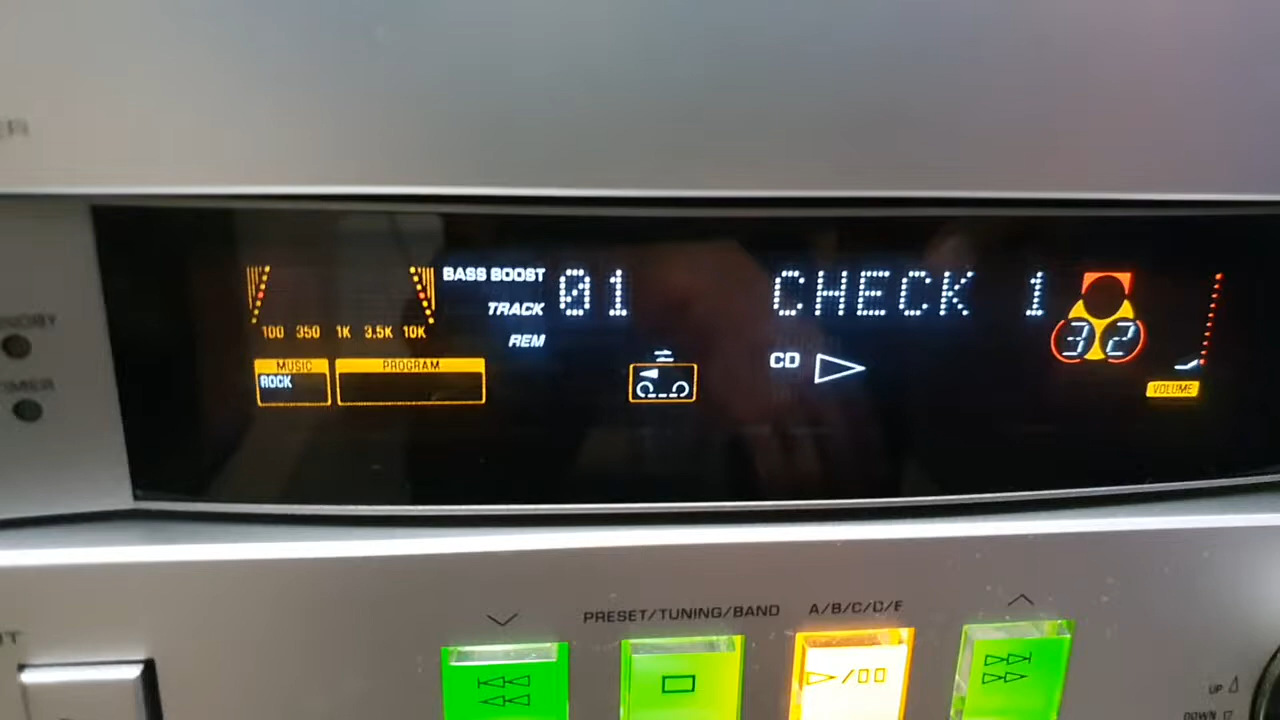 BASS BOOST
TRACK 01 CHECK 1
REM
100 350 1K 3.5K 10K
MUSIC PROGRAM
ROCK
CD
32
VOLUME
PRESET/TUNING/BAND A/B/C/D/E
UP
DOWN